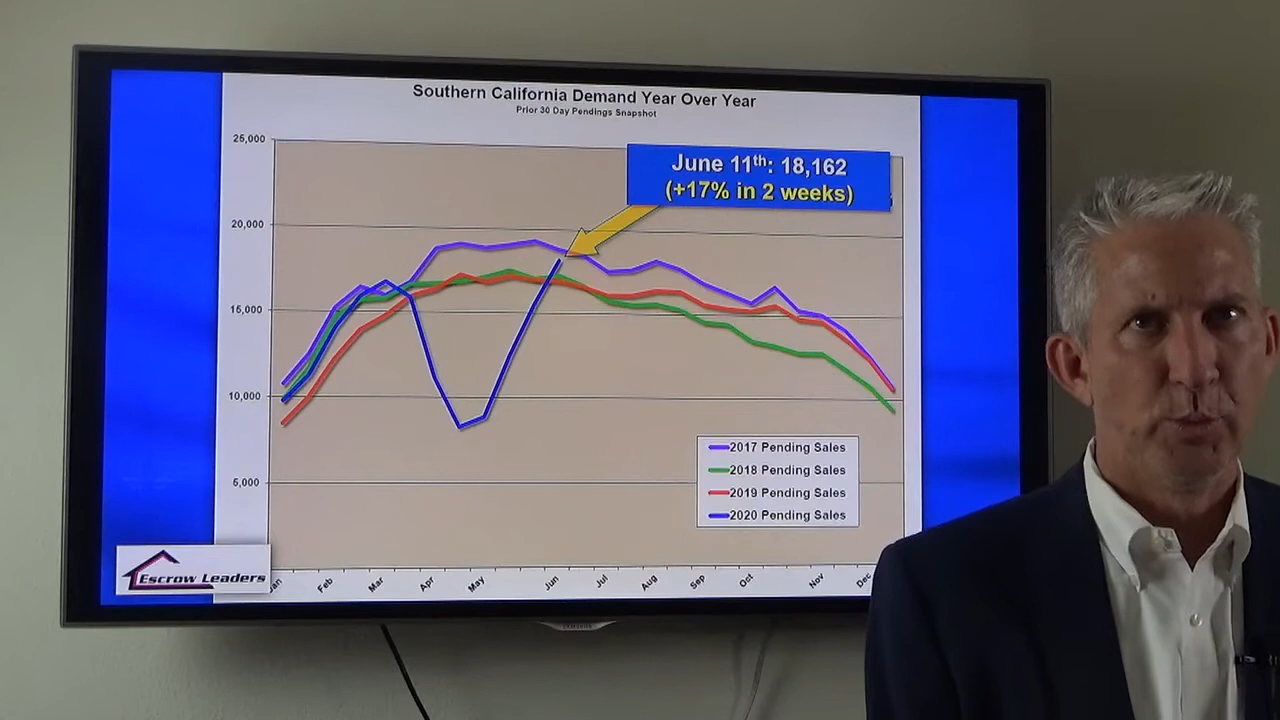 Southern California Demand Year Over Year
Prior 30 Day Pendings Snapshot
25,000
20,000
15,000
10,000
5,000
June 11th: 18,162
(+17% in 2 weeks)
2017 Pending Sales
2018 Pending Sales
2019 Pending Sales
2020 Pending Sales
Escrow Leaders
Feb
Mar
Apr
May
Jun
Jul
Aug
Sep
Oct
Nov
Dec
SAMSUNG